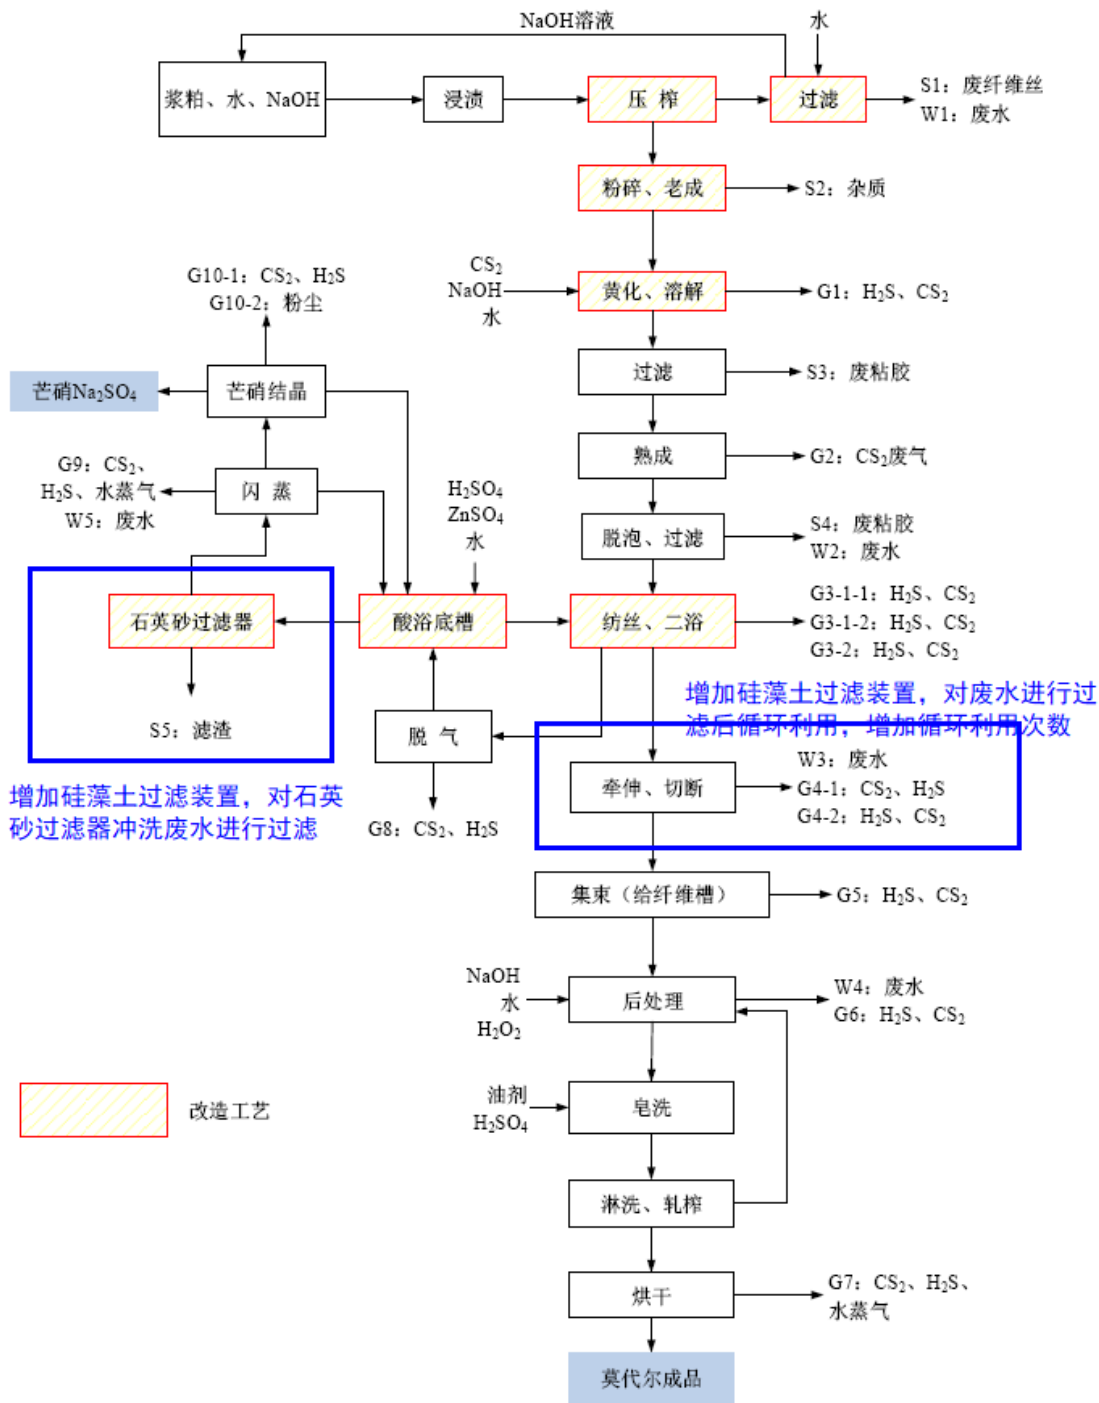 NaOH溶液
水
浆粕、水、NaOH
浸渍
压 榨
过滤
S1：废纤维丝
W1：废水
粉碎、老成
S2：杂质
CS₂
NaOH
水
黄化、溶解
G1：H₂S、CS₂
G10-1：CS₂、H₂S
G10-2：粉尘
过滤
S3：废粘胶
芒硝Na₂SO₄
芒硝结晶
熟成
G2：CS₂废气
G9：CS₂、
H₂S、水蒸气
W5：废水
闪 蒸
H₂SO₄
ZnSO₄
水
脱泡、过滤
S4：废粘胶
W2：废水
石英砂过滤器
酸浴底槽
纺丝、二浴
G3-1-1：H₂S、CS₂
G3-1-2：H₂S、CS₂
G3-2：H₂S、CS₂
S5：滤渣
脱 气
增加硅藻土过滤装置，对废水进行过
滤后循环利用，增加循环利用次数
牵伸、切断
W3：废水
G4-1：CS₂、H₂S
G4-2：H₂S、CS₂
增加硅藻土过滤装置，对石英
砂过滤器冲洗废水进行过滤
G8：CS₂、H₂S
集束（给纤维槽）
G5：H₂S、CS₂
NaOH
水
H₂O₂
后处理
W4：废水
G6：H₂S、CS₂
改造工艺
油剂
H₂SO₄
皂洗
淋洗、轧榨
烘干
G7：CS₂、H₂S、
水蒸气
莫代尔成品